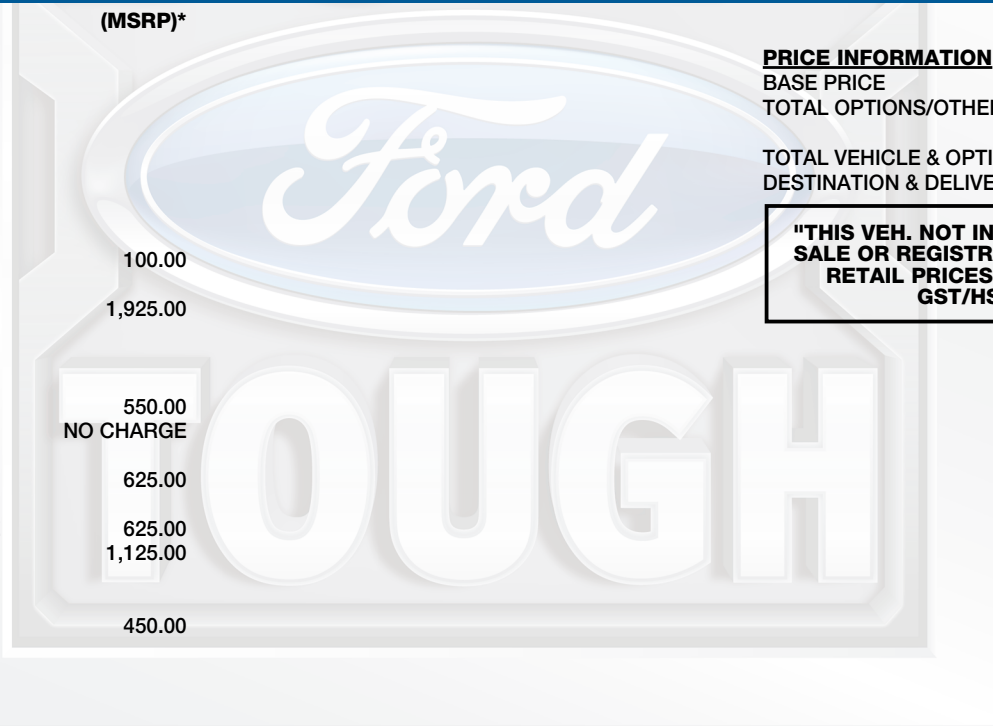 (MSRP)*
PRICE INFORMATION
BASE PRICE
TOTAL OPTIONS/OTHE
TOTAL VEHICLE & OPTI
DESTINATION & DELIVE
"THIS VEH. NOT IN
SALE OR REGISTR
RETAIL PRICES
GST/HS
100.00
1,925.00
550.00
NO CHARGE
625.00
625.00
1,125.00
450.00
Ford
TOUGH